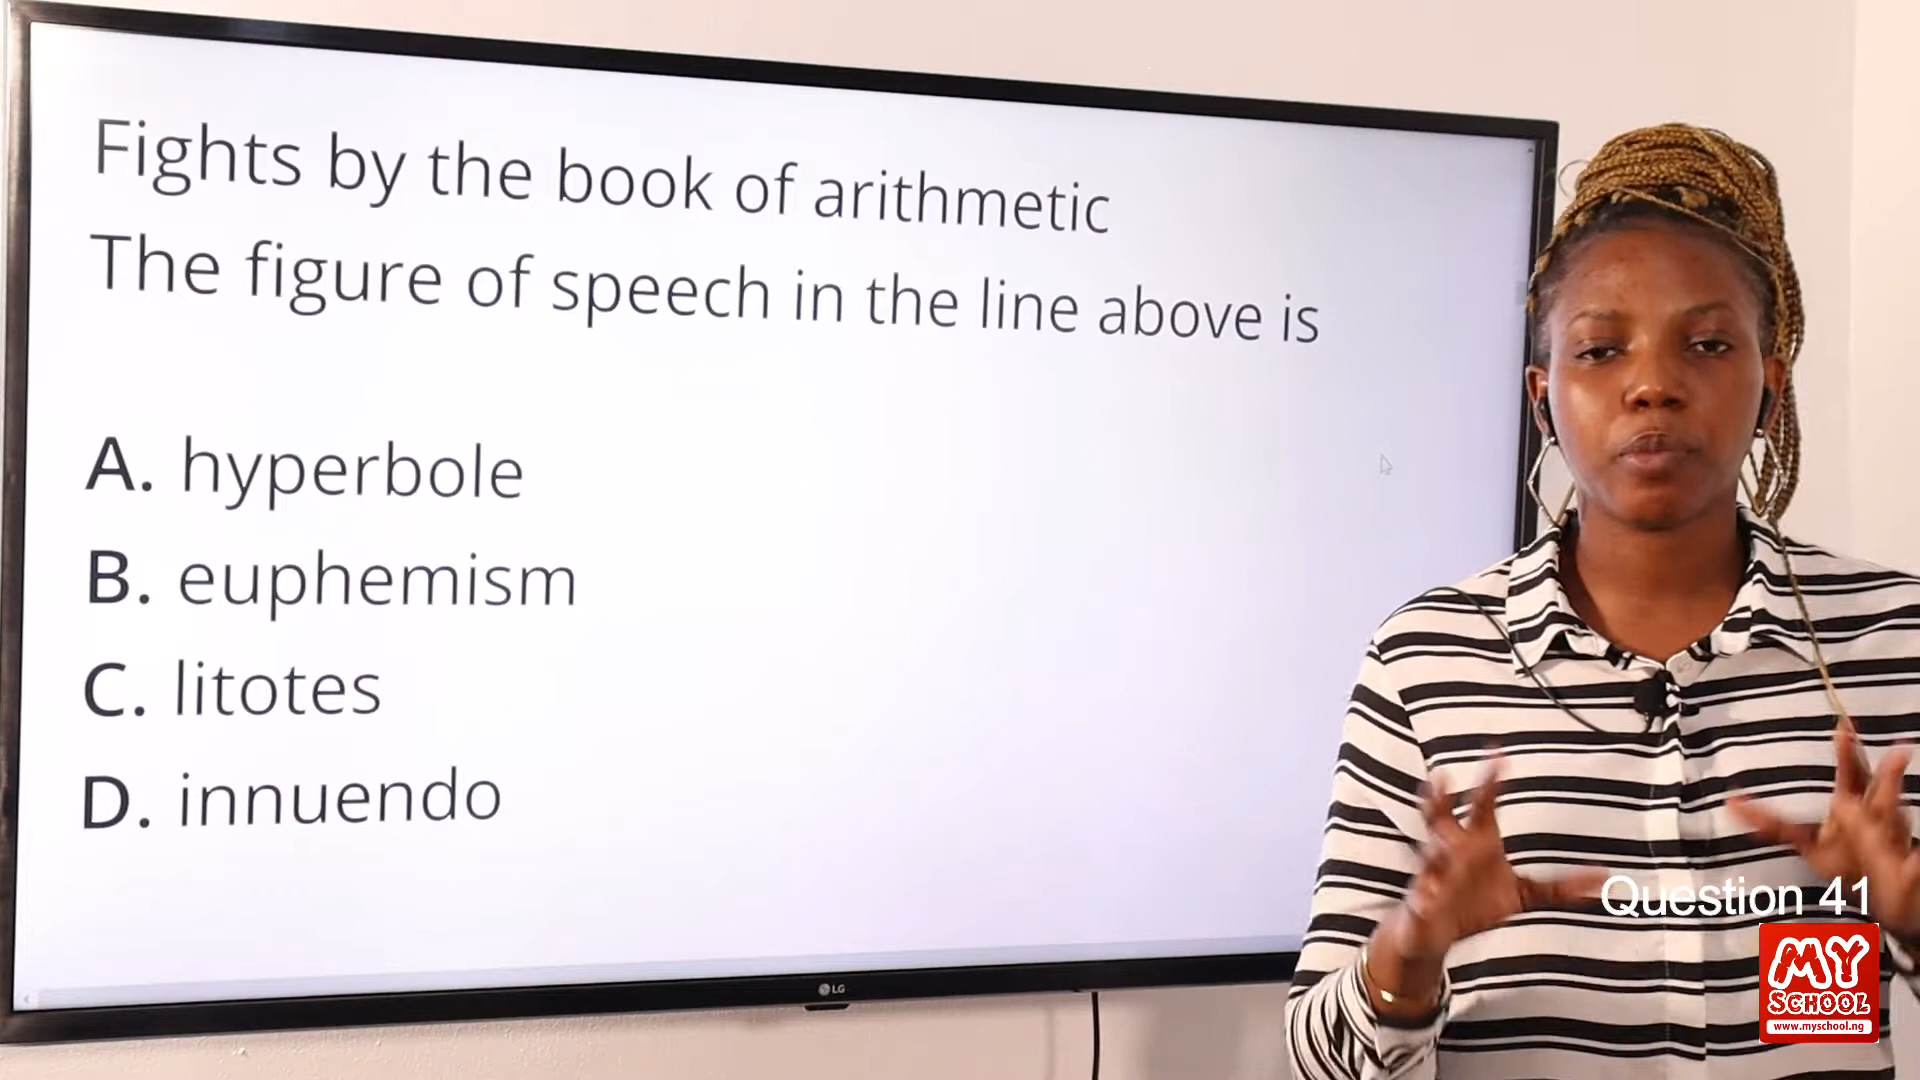 Fights by the book of arithmetic
The figure of speech in the line above is
A. hyperbole
B. euphemism
C. litotes
D. innuendo
LG
Question 41
MY
SCHOOL
www.myschool.ng